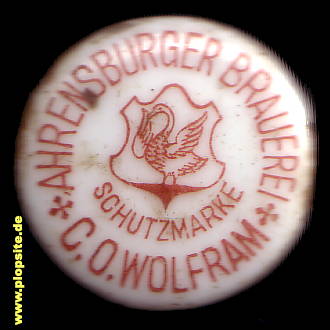 AHRENSBURGER BRAUEREI
SCHUTZMARKE
* C. O. WOLFRAM *
www.plopsite.de